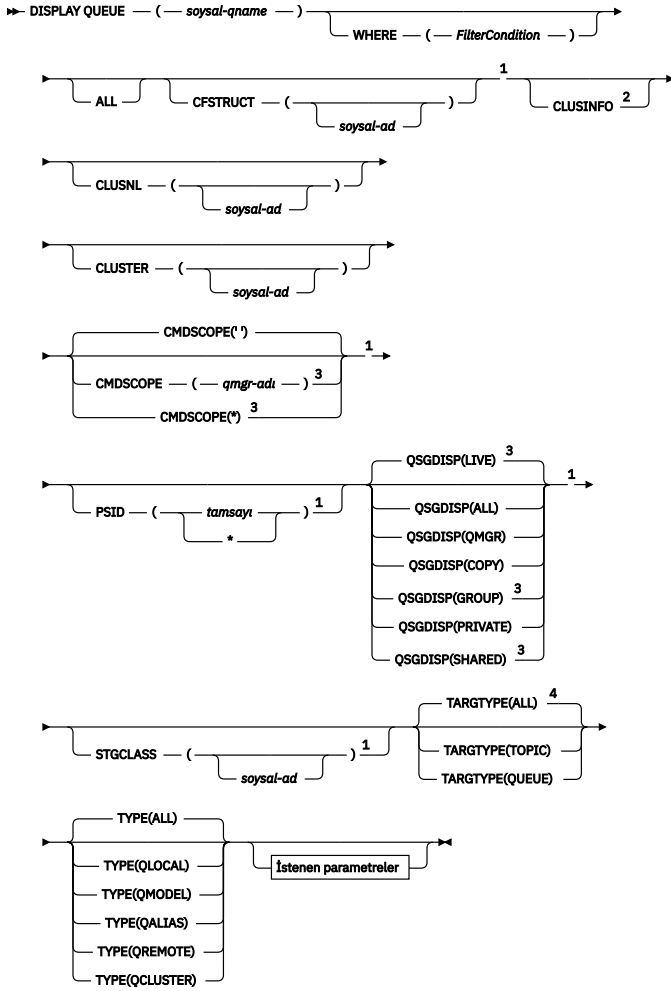 DISPLAY QUEUE ( soysal-qname )
WHERE ( FilterCondition )
ALL
CFSTRUCT ( soysal-ad ) 1
CLUSINFO 2
CLUSNL ( soysal-ad )
CLUSTER ( soysal-ad )
CMDSCOPE(' ')
CMDSCOPE ( qmgr-adı ) 3
CMDSCOPE(*) 3
1
PSID ( tamsayı ) 1
*
QSGDISP(LIVE) 3
QSGDISP(ALL)
QSGDISP(QMGR)
QSGDISP(COPY)
QSGDISP(GROUP) 3
QSGDISP(PRIVATE)
QSGDISP(SHARED) 3
1
STGCLASS ( soysal-ad ) 1
TARGTYPE(ALL) 4
TARGTYPE(TOPIC)
TARGTYPE(QUEUE)
TYPE(ALL)
TYPE(QLOCAL)
TYPE(QMODEL)
TYPE(QALIAS)
TYPE(QREMOTE)
TYPE(QCLUSTER)
İstenen parametreler